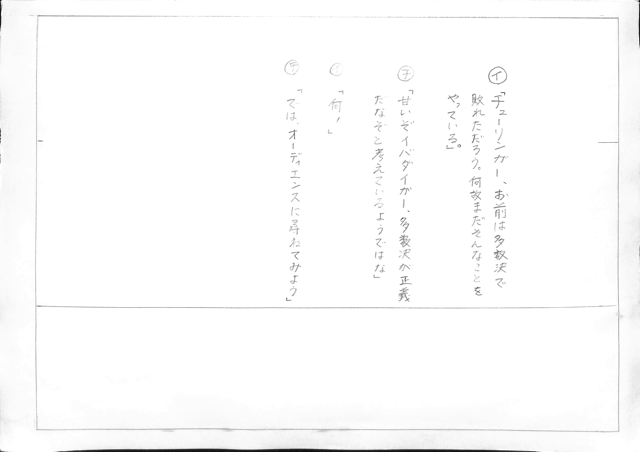 イ
「チューリンガー、お前は多数決で
敗れただろう。何故まだそんなことを
やっている」。
チ
「甘いぞイバダイガー、多数決が正義
だなぞと考えているようではな」
「何！」
チ
「では、オーディエンスに尋ねてみよう」